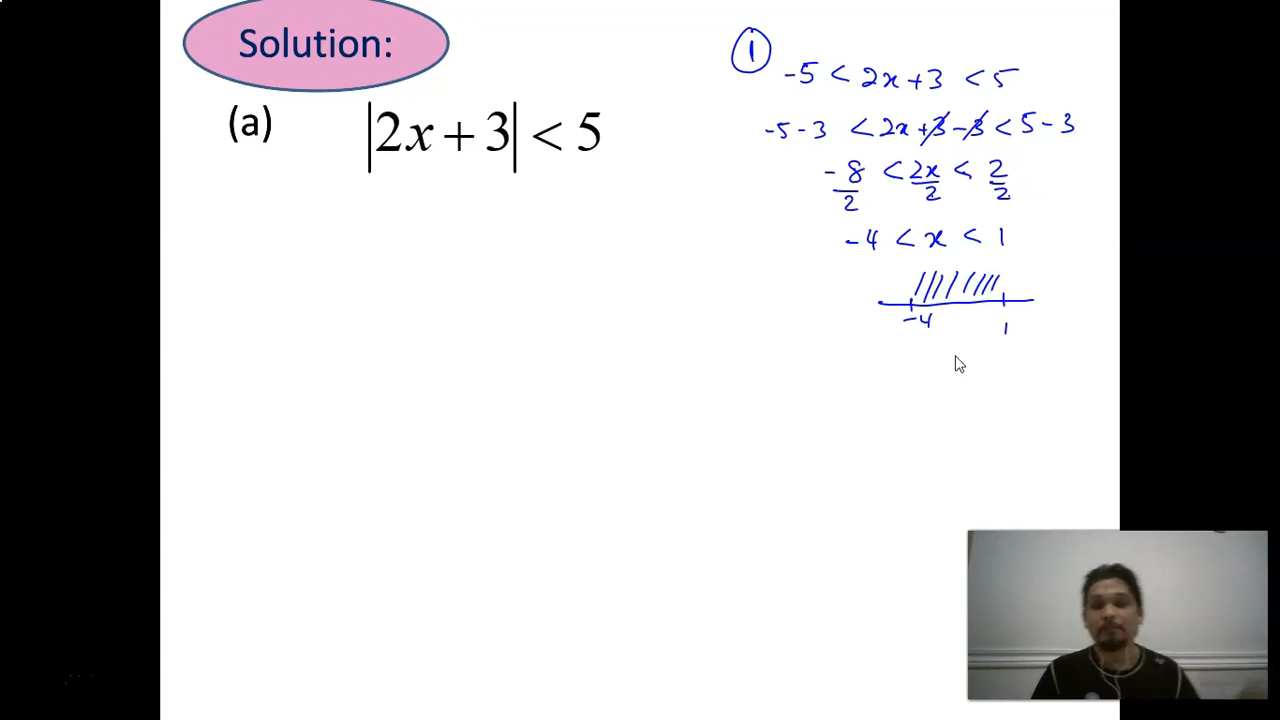 Solution:
(a) |2x + 3| < 5
①
-5 < 2x + 3 < 5
-5 - 3 < 2x + 3 - 3 < 5 - 3
-8/2 < 2x/2 < 2/2
-4 < x < 1
-4 1